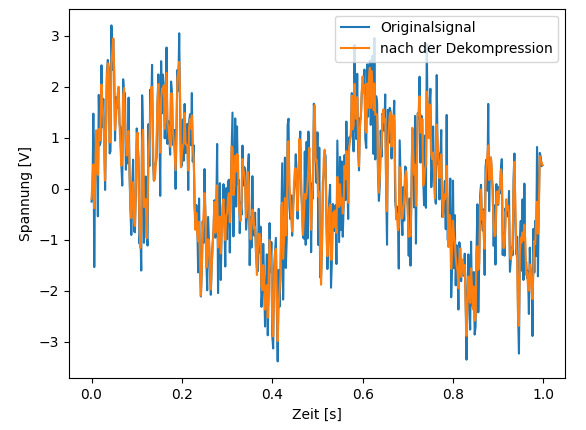 Originalsignal
nach der Dekompression
3
2
1
0
−1
−2
−3
Spannung [V]
0.0 0.2 0.4 0.6 0.8 1.0
Zeit [s]